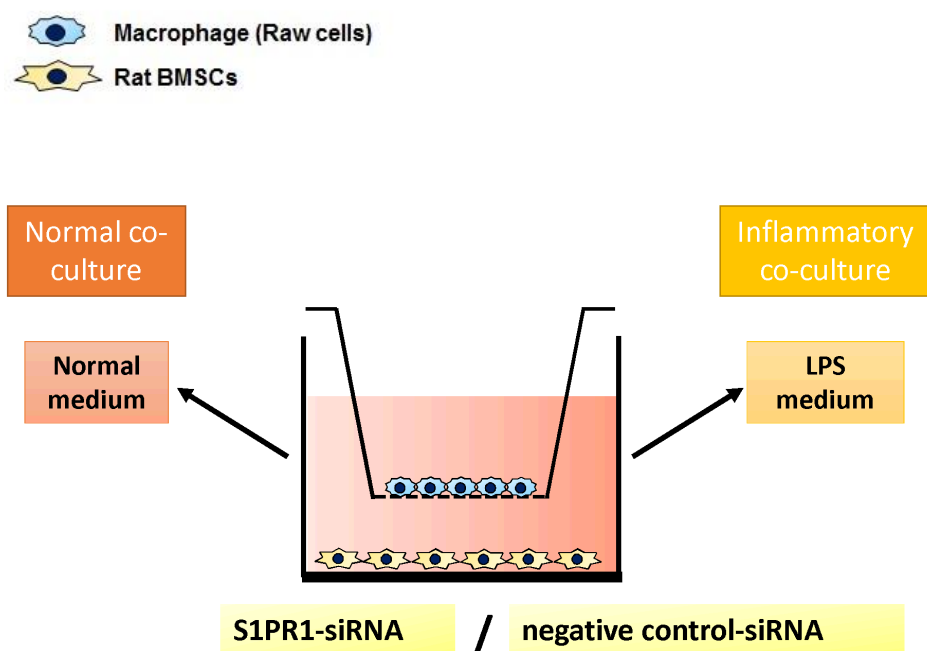 Macrophage (Raw cells)
Rat BMSCs
Normal co-
culture
Inflammatory
co-culture
Normal
medium
LPS
medium
S1PR1-siRNA / negative control-siRNA